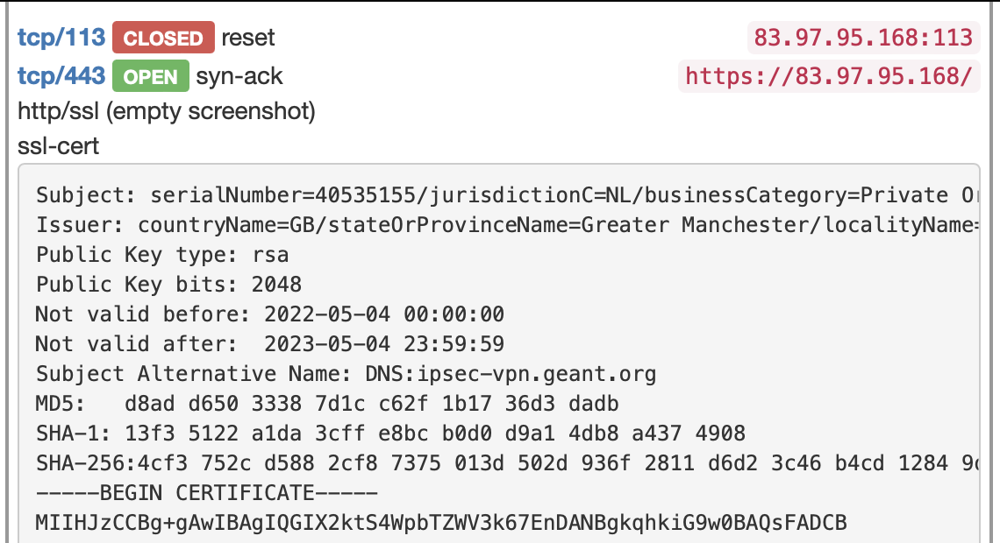 tcp/113 CLOSED reset 83.97.95.168:113
tcp/443 OPEN syn-ack https://83.97.95.168/
http/ssl (empty screenshot)
ssl-cert
Subject: serialNumber=40535155/jurisdictionC=NL/businessCategory=Private
Issuer: countryName=GB/stateOrProvinceName=Greater Manchester/localityName=
Public Key type: rsa
Public Key bits: 2048
Not valid before: 2022-05-04 00:00:00
Not valid after:  2023-05-04 23:59:59
Subject Alternative Name: DNS:ipsec-vpn.geant.org
MD5:   d8ad d650 3338 7d1c c62f 1b17 36d3 dadb
SHA-1: 13f3 5122 a1da 3cff e8bc b0d0 d9a1 4db8 a437 4908
SHA-256:4cf3 752c d588 2cf8 7375 013d 502d 936f 2811 d6d2 3c46 b4cd 1284
-----BEGIN CERTIFICATE-----
MIIHJzCCBg+gAwIBAgIQGIX2ktS4WpbTZWV3k67EnDANBgkqhkiG9w0BAQsFADCB